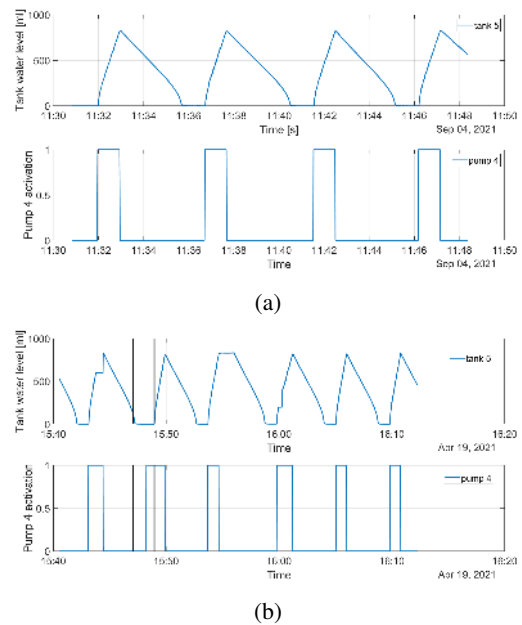 1000
500
0
Tank water level [ml]
tank 5
11:30 11:32 11:34 11:36 11:38 11:40 11:42 11:44 11:46 11:48 11:50
Time [s]
Sep 04, 2021
1
0.5
0
Pump 4 activation
pump 4
11:30 11:32 11:34 11:36 11:38 11:40 11:42 11:44 11:46 11:48 11:50
Time
Sep 04, 2021
(a)
1000
500
0
Tank water level [ml]
tank 5
15:40 15:50 16:00 16:10 16:20
Time
Apr 19, 2021
1
0.5
0
Pump 4 activation
pump 4
15:40 15:50 16:00 16:10 16:20
Time
Apr 19, 2021
(b)